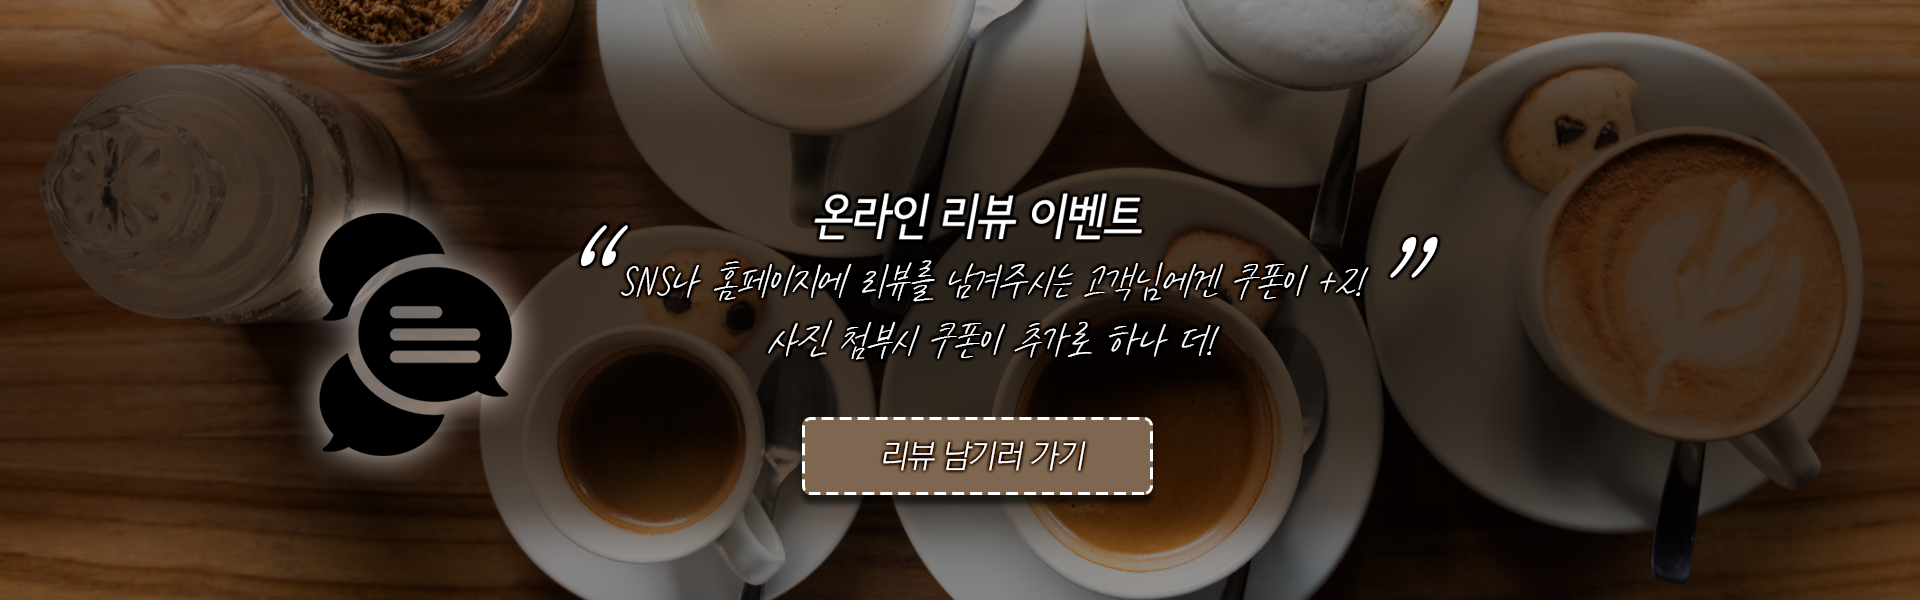 온라인 리뷰 이벤트
“SNS나 홈페이지에 리뷰를 남겨주시는 고객님에겐 쿠폰이 +2!”
사진 첨부시 쿠폰이 추가로 하나 더!
리뷰 남기러 가기